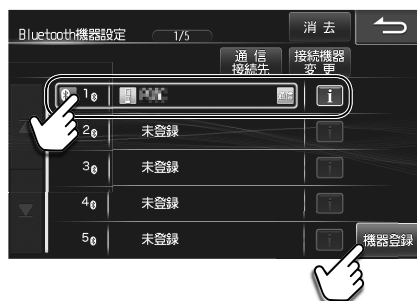 Bluetooth機器設定 1/5 消去
通信接続先 接続機器変更
1 通信 i
2 未登録 i
3 未登録 i
4 未登録 i
5 未登録 i 機器登録